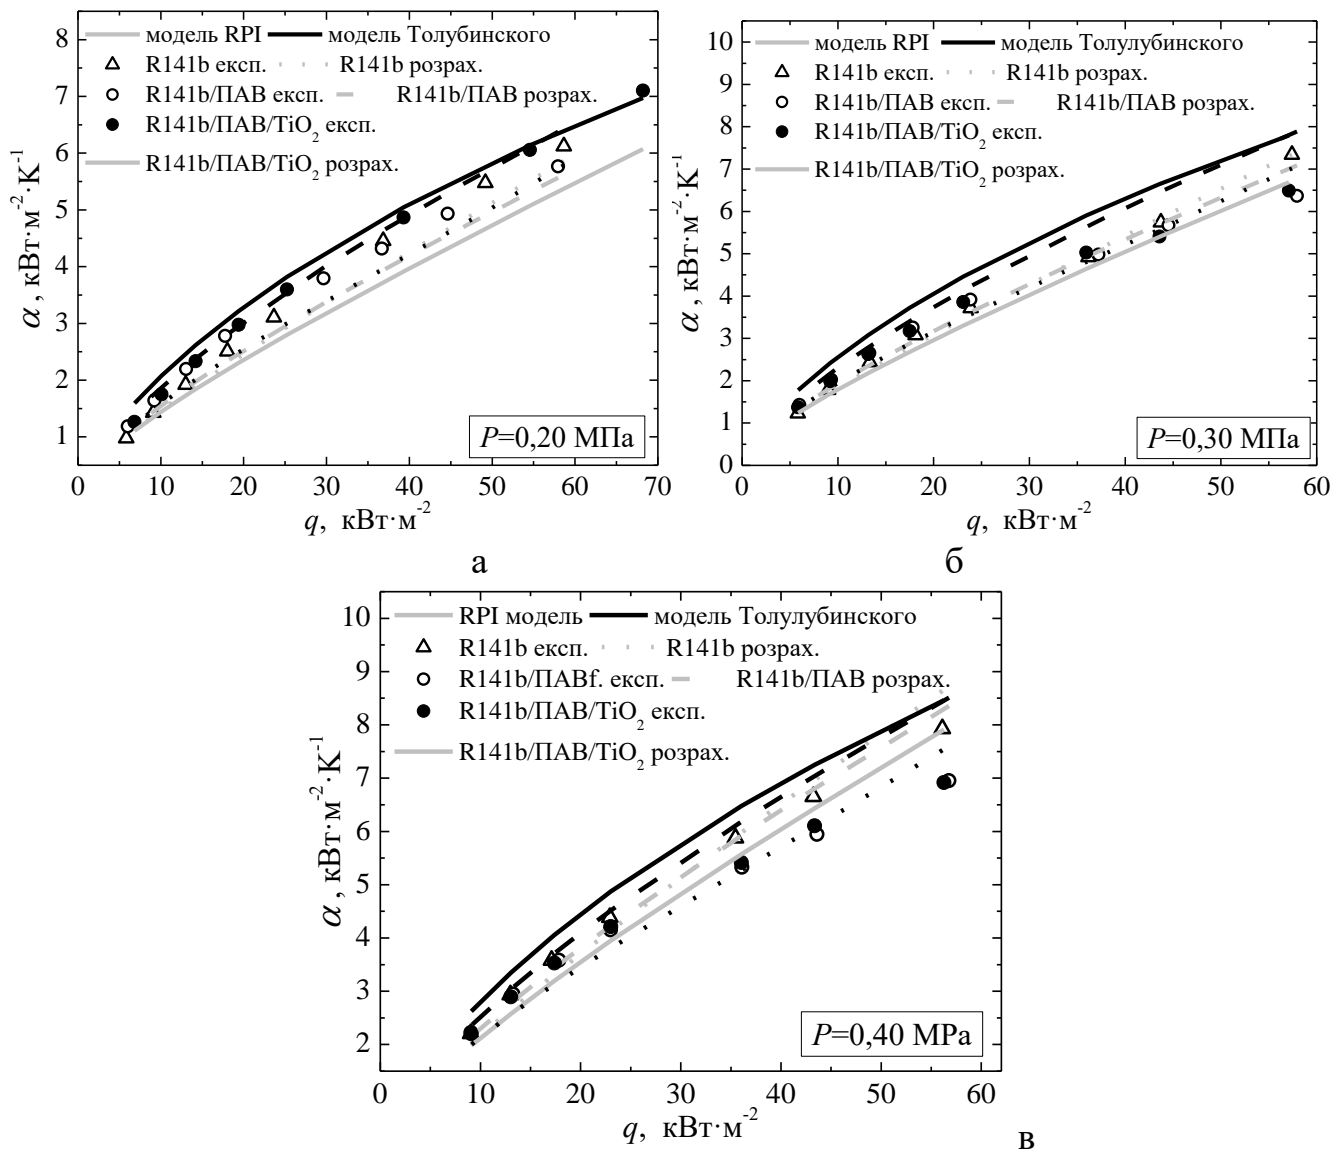 модель RPI модель Толубинского
R141b експ. R141b розрах.
R141b/ПАВ експ. R141b/ПАВ розрах.
R141b/ПАВ/TiO2 експ.
R141b/ПАВ/TiO2 розрах.
8
7
6
5
4
3
2
1
α, кВт·м-2·К-1
P=0,20 МПа
10 20 30 40 50 60 70
q, кВт·м-2
а
модель RPI модель Толулубинского
R141b експ. R141b розрах.
R141b/ПАВ експ. R141b/ПАВ розрах.
R141b/ПАВ/TiO2 експ.
R141b/ПАВ/TiO2 розрах.
10
9
8
7
6
5
4
3
2
1
0
α, кВт·м-2·К-1
P=0,30 МПа
0 10 20 30 40 50 60
q, кВт·м-2
б
RPI модель модель Толулубинского
R141b експ. R141b розрах.
R141b/ПАВf. експ. R141b/ПАВ розрах.
R141b/ПАВ/TiO2 експ.
R141b/ПАВ/TiO2 розрах.
10
9
8
7
6
5
4
3
2
α, кВт·м-2·К-1
P=0,40 MPa
0 10 20 30 40 50 60
q, кВт·м-2
в